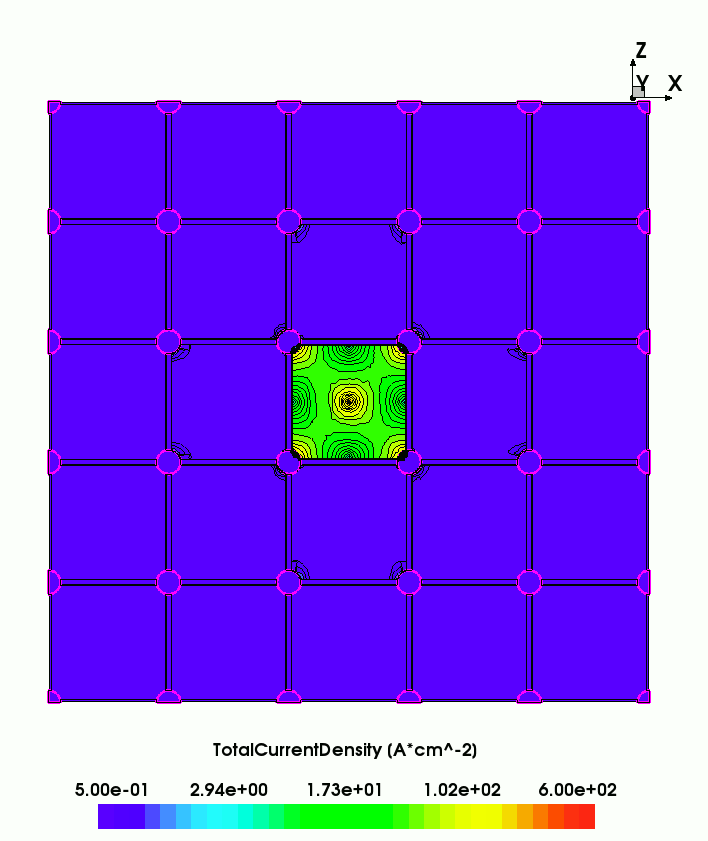 Z
Y X
TotalCurrentDensity (A*cm^-2)
5.00e-01 2.94e+00 1.73e+01 1.02e+02 6.00e+02